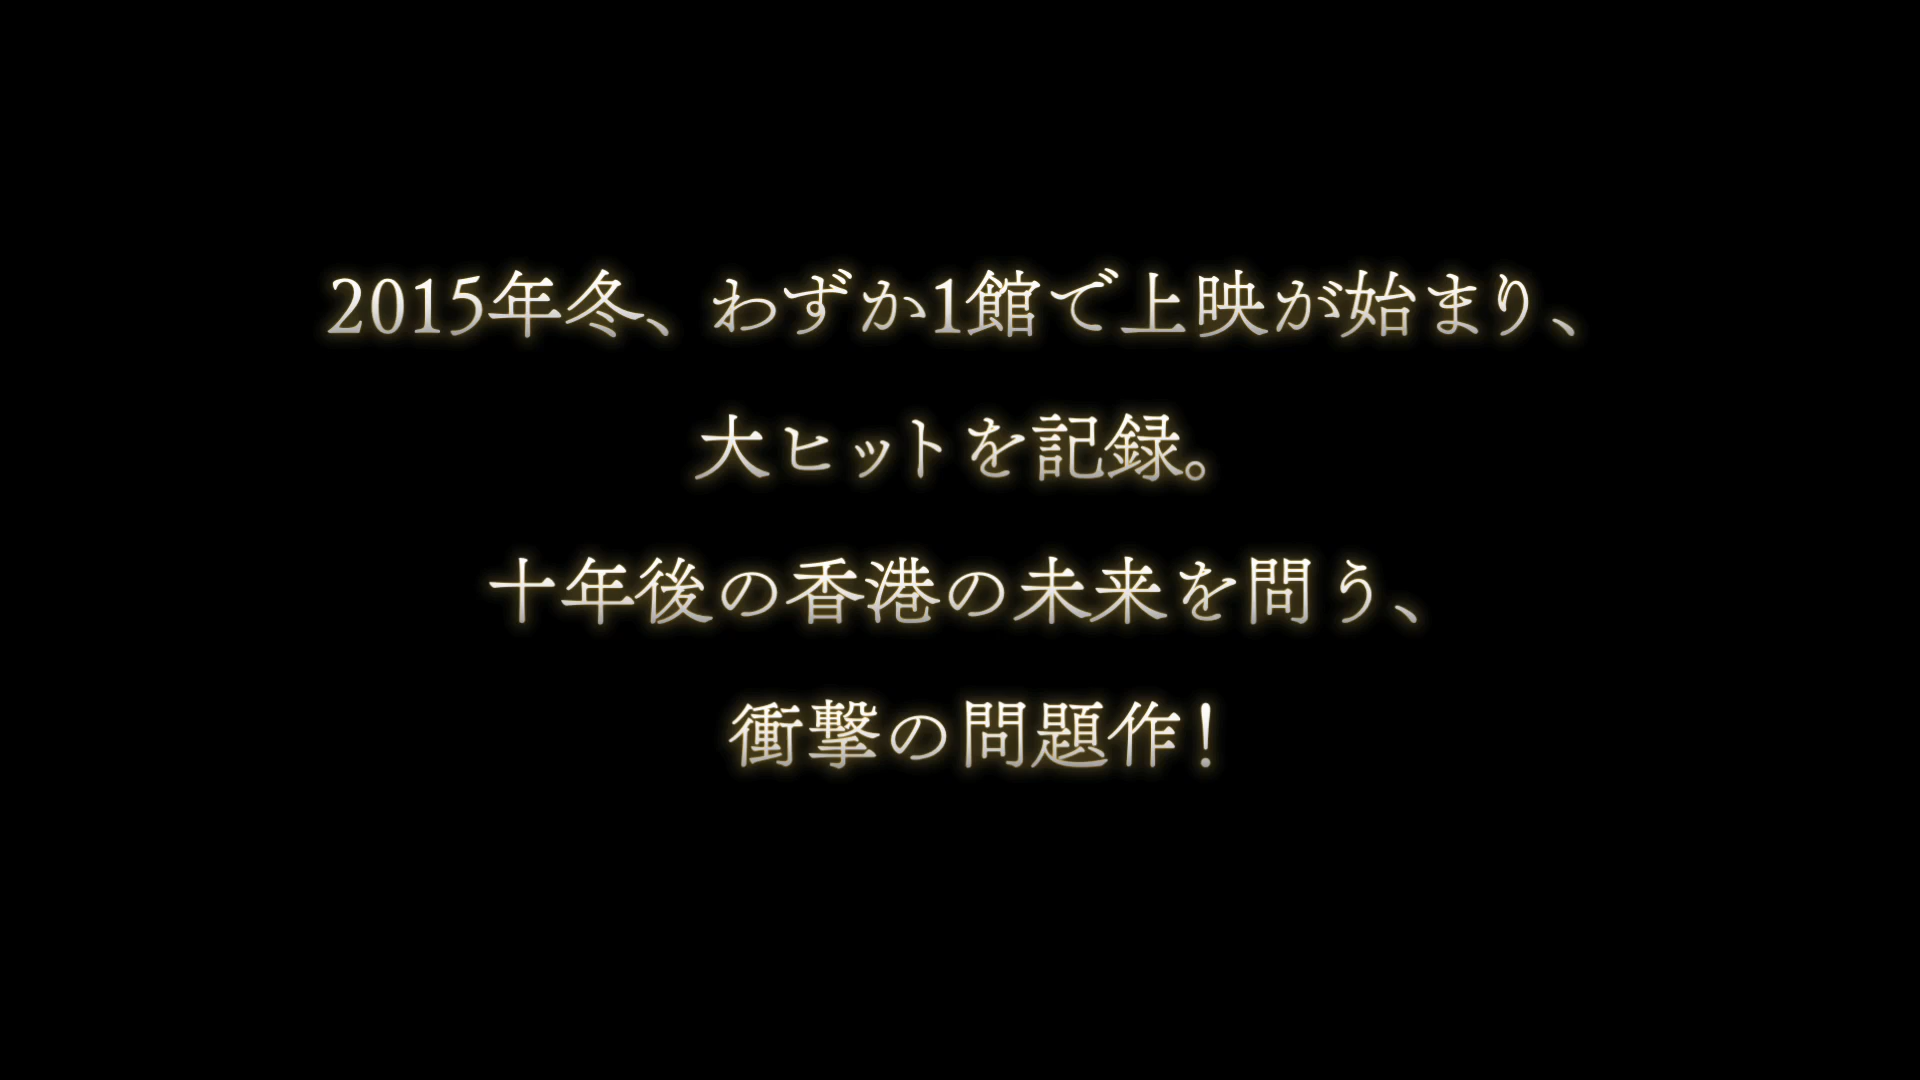 2015年冬、わずか1館で上映が始まり、
大ヒットを記録。
十年後の香港の未来を問う、
衝撃の問題作！